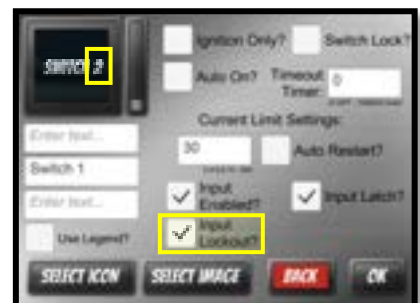 Ignition Only?
Switch Lock?
SWITCH 2
Auto On?
Timeout Timer:
0
Current Limit Settings:
Enter text...
30
Auto Restart?
Switch 1
Input Enabled?
Input Latch?
Enter text...
Input Lockout?
Use Legend?
SELECT ICON
SELECT IMAGE
BACK
OK